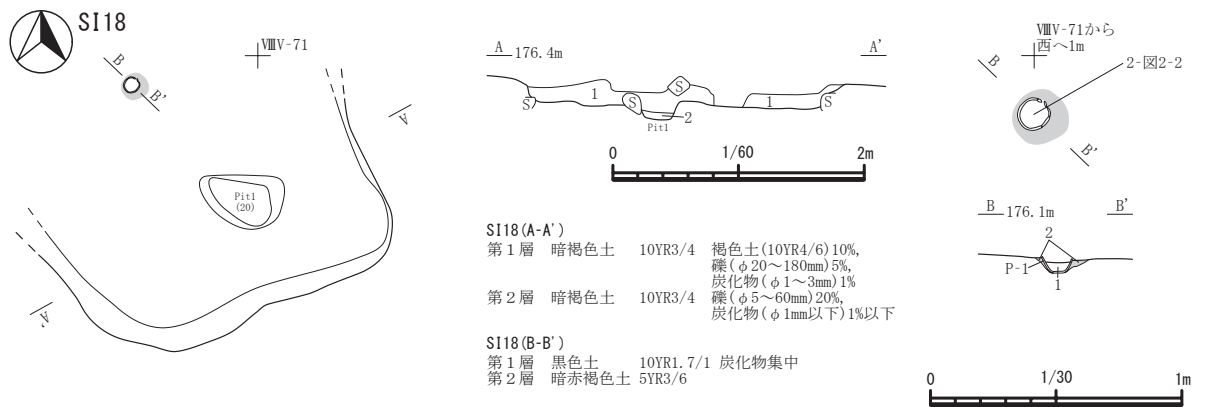 SI18
ⅧV-71
B
B'
A
A'
Pit1
(20)
A 176.4m A'
1
S
S
S
1
S
2
Pit1
0 1/60 2m
SI18(A-A')
第1層 暗褐色土 10YR3/4 褐色土(10YR4/6)10%,
礫(φ20～180mm)5%,
炭化物(φ1～3mm)1%
第2層 暗褐色土 10YR3/4 礫(φ5～60mm)20%,
炭化物(φ1mm以下)1%以下
SI18(B-B')
第1層 黒色土 10YR1.7/1 炭化物集中
第2層 暗赤褐色土 5YR3/6
ⅧV-71から
西へ1m
B
2-図2-2
B'
B 176.1m B'
2
P-1
1
0 1/30 1m